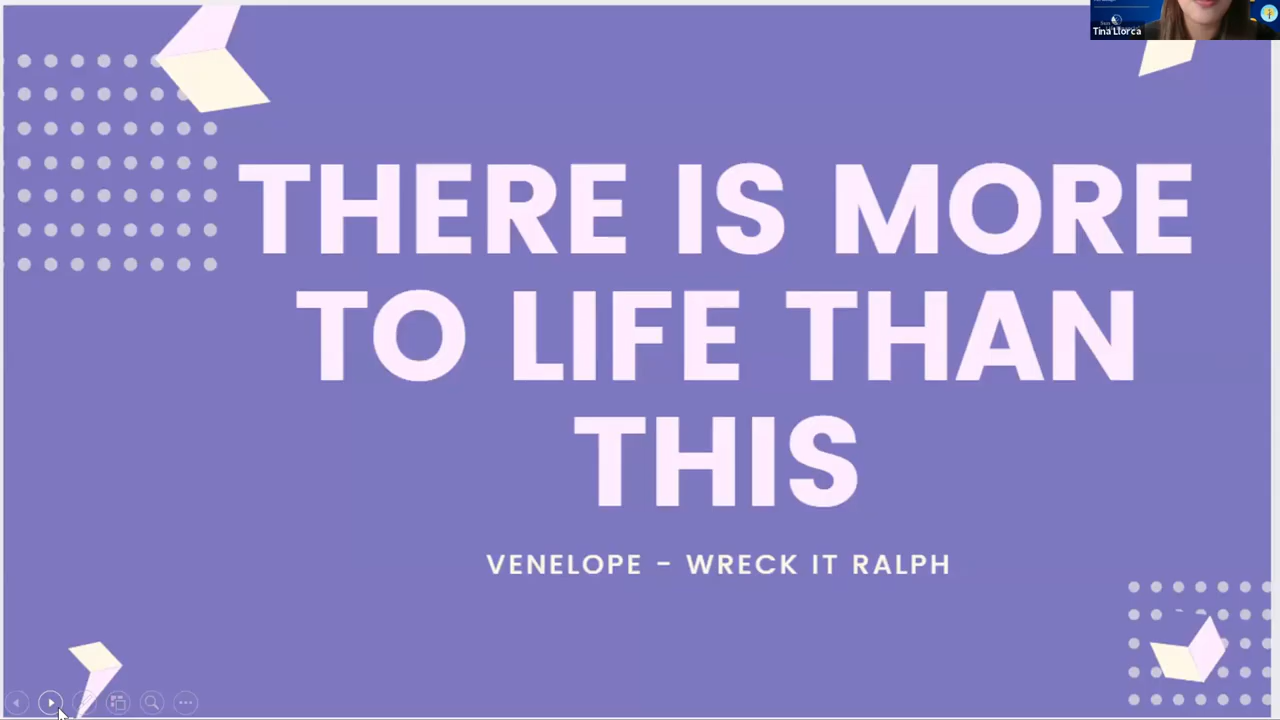 Tina Llorca
THERE IS MORE
TO LIFE THAN
THIS
VENELOPE - WRECK IT RALPH